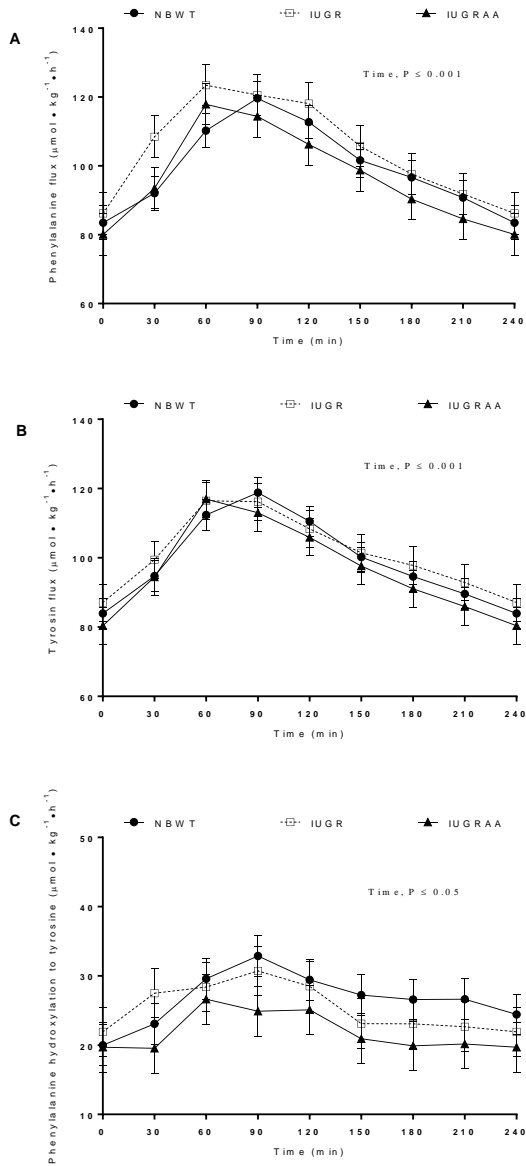 A
NBWT IUGR IUGRAA
140
Time, P ≤ 0.001
120
100
80
60
Phenylalanine flux (μmol • kg⁻¹•h⁻¹)
0 30 60 90 120 150 180 210 240
Time (min)
B
NBWT IUGR IUGRAA
140
Time, P ≤ 0.001
120
100
80
60
Tyrosin flux (μmol • kg⁻¹•h⁻¹)
0 30 60 90 120 150 180 210 240
Time (min)
C
NBWT IUGR IUGRAA
50
Time, P ≤ 0.05
40
30
20
10
Phenylalanine hydroxylation to tyrosine (μmol • kg⁻¹•h⁻¹)
0 30 60 90 120 150 180 210 240
Time (min)